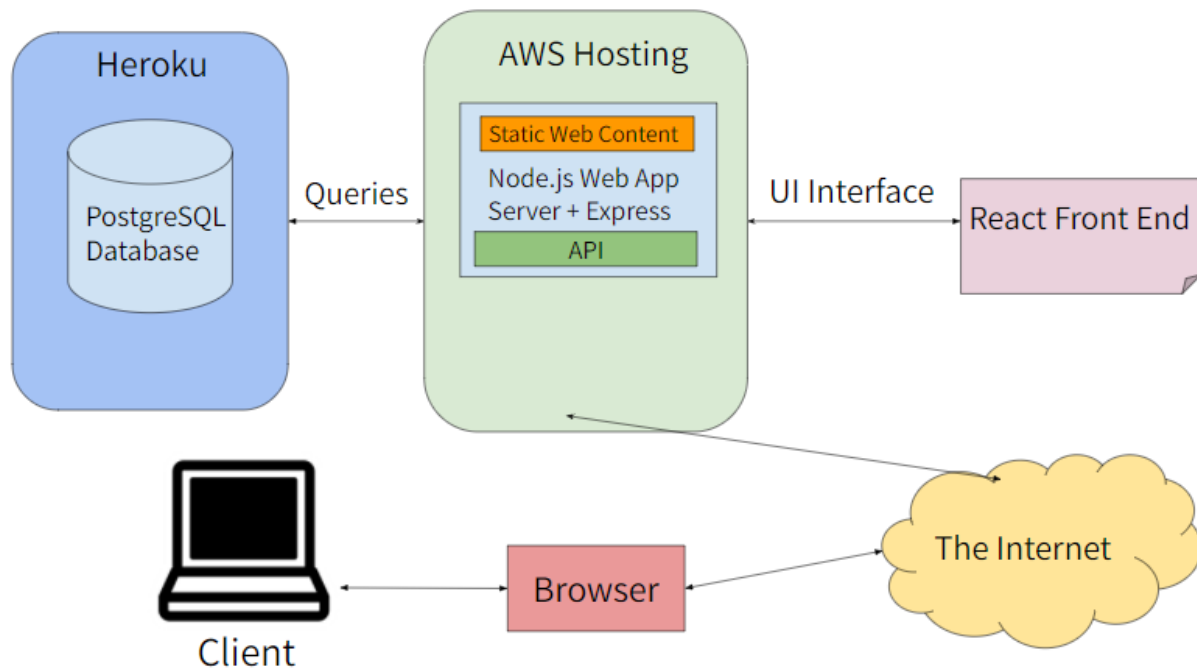 Heroku
PostgreSQL
Database
Queries
AWS Hosting
Static Web Content
Node.js Web App
Server + Express
API
UI Interface
React Front End
Client
Browser
The Internet